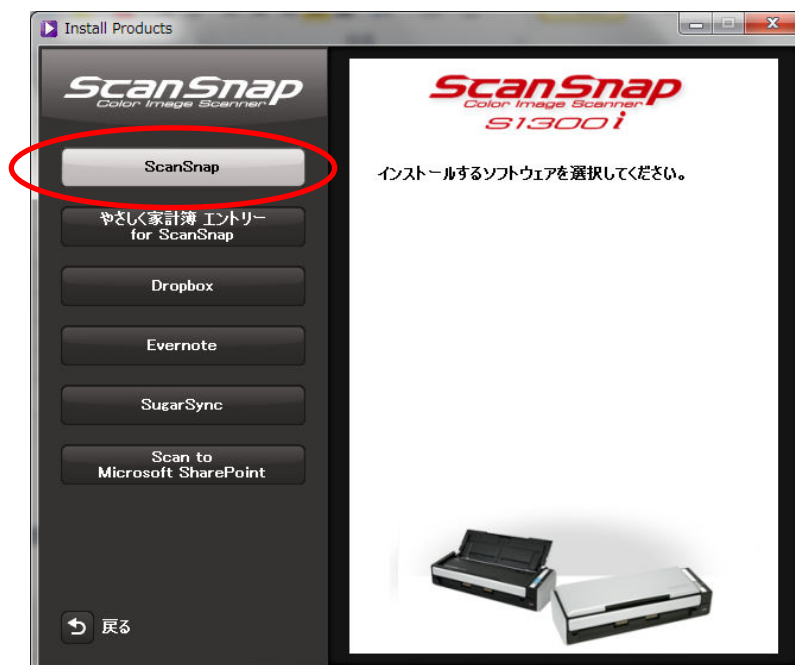 Install Products
ScanSnap
Color Image Scanner
ScanSnap
やさしく家計簿 エントリー
for ScanSnap
Dropbox
Evernote
SugarSync
Scan to
Microsoft SharePoint
戻る
ScanSnap
Color Image Scanner
S1300i
インストールするソフトウェアを選択してください。